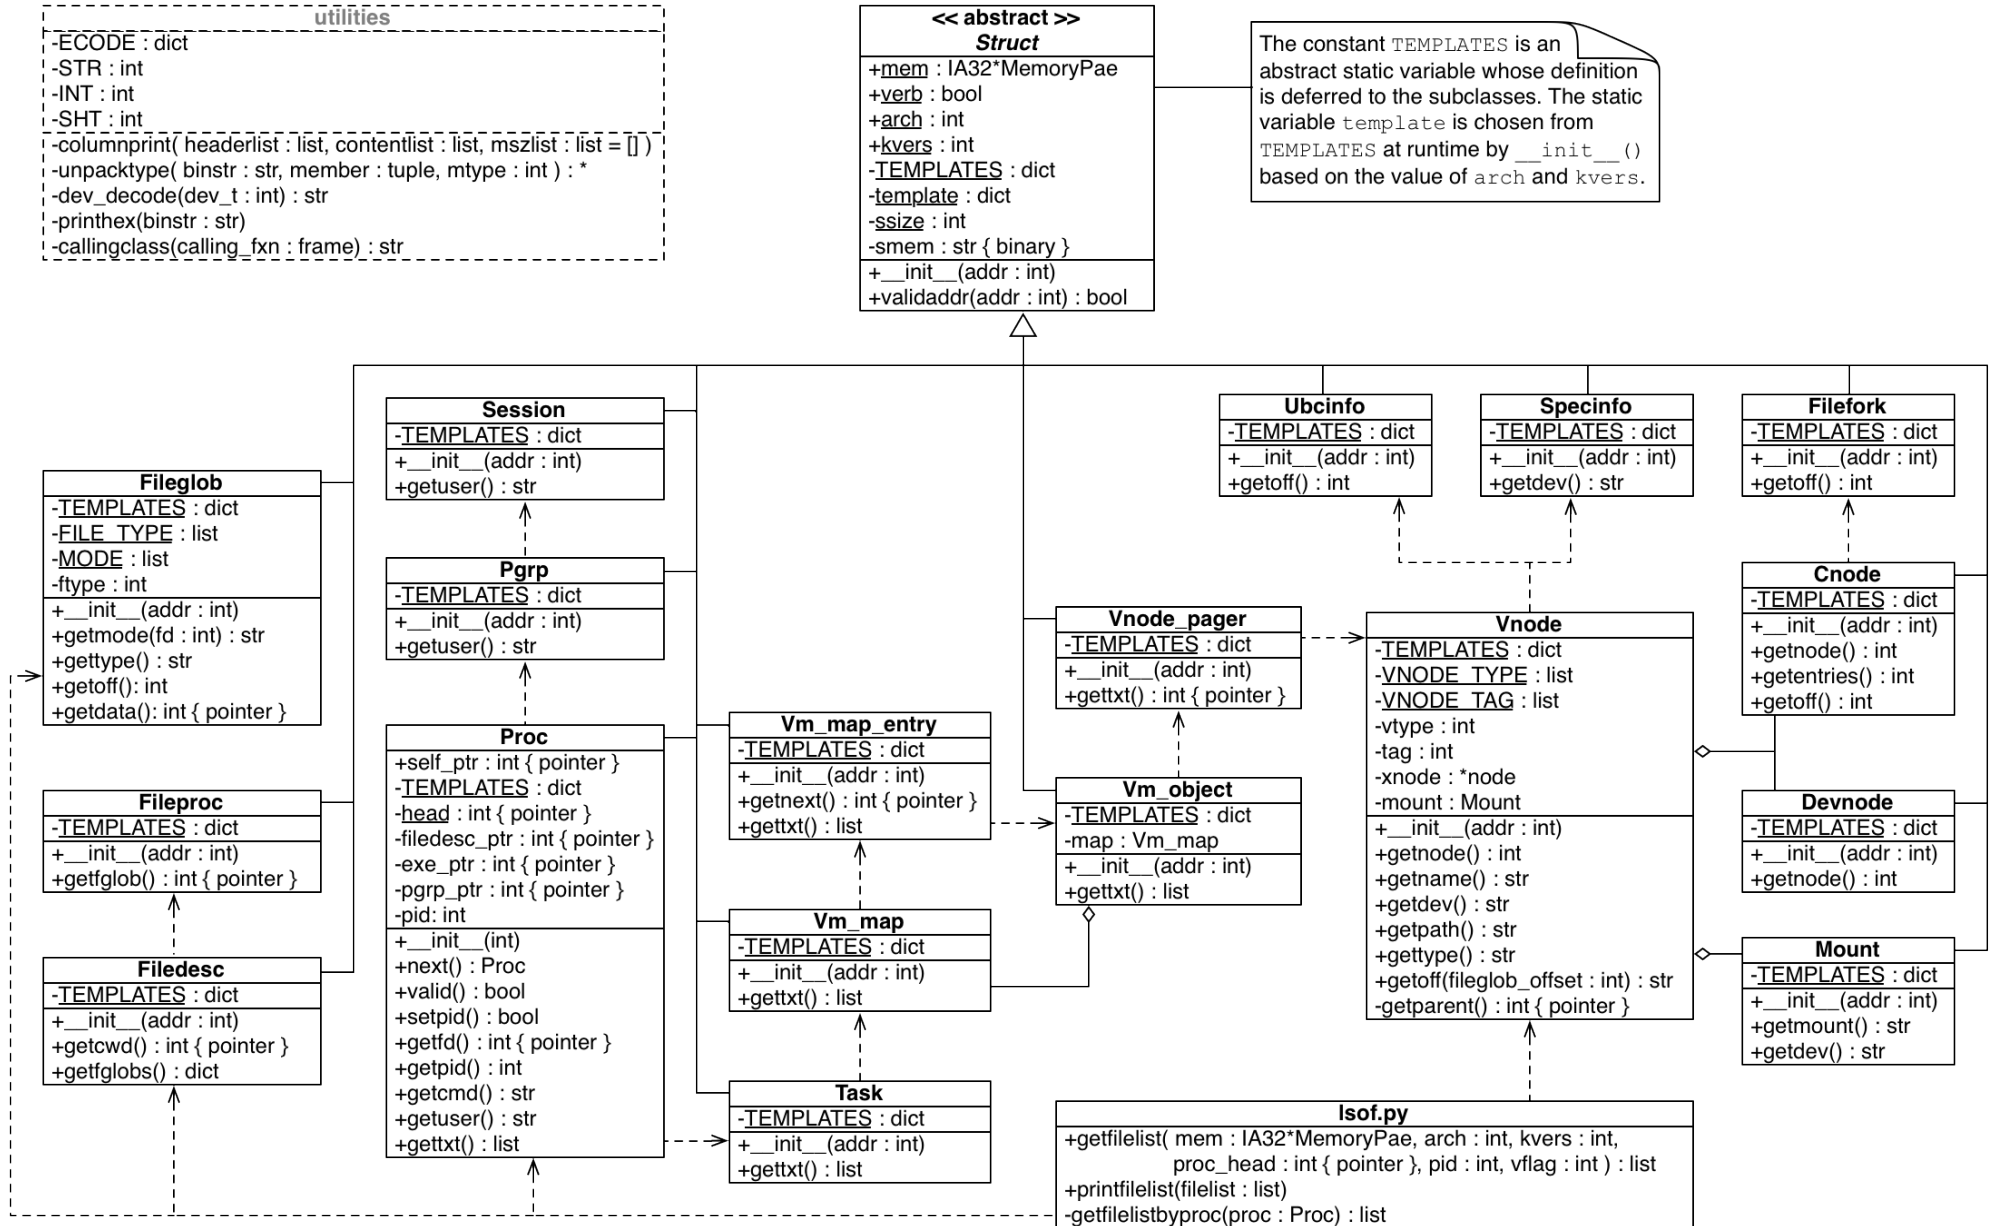 utilities
-ECODE : dict
-STR : int
-INT : int
-SHT : int
-columnprint( headerlist : list, contentlist : list, mszlist : list = [] )
-unpacktype( binstr : str, member : tuple, mtype : int ) : *
-dev_decode(dev_t : int) : str
-printhex(binstr : str)
-callingclass(calling_fxn : frame) : str
<< abstract >>
Struct
+mem : IA32*MemoryPae
+verb : bool
+arch : int
+kvers : int
-TEMPLATES : dict
-template : dict
-ssize : int
-smem : str { binary }
+__init__(addr : int)
+validaddr(addr : int) : bool
The constant TEMPLATES is an
abstract static variable whose definition
is deferred to the subclasses. The static
variable template is chosen from
TEMPLATES at runtime by __init__()
based on the value of arch and kvers.
Fileglob
-TEMPLATES : dict
-FILE_TYPE : list
-MODE : list
-ftype : int
+__init__(addr : int)
+getmode(fd : int) : str
+gettype() : str
+getoff(): int
+getdata(): int { pointer }
Fileproc
-TEMPLATES : dict
+__init__(addr : int)
+getfglob() : int { pointer }
Filedesc
-TEMPLATES : dict
+__init__(addr : int)
+getcwd() : int { pointer }
+getfglobs() : dict
Session
-TEMPLATES : dict
+__init__(addr : int)
+getuser() : str
Pgrp
-TEMPLATES : dict
+__init__(addr : int)
+getuser() : str
Proc
+self_ptr : int { pointer }
-TEMPLATES : dict
-head : int { pointer }
-filedesc_ptr : int { pointer }
-exe_ptr : int { pointer }
-pgrp_ptr : int { pointer }
-pid: int
+__init__(int)
+next() : Proc
+valid() : bool
+setpid() : bool
+getfd() : int { pointer }
+getpid() : int
+getcmd() : str
+getuser() : str
+gettxt() : list
Vm_map_entry
-TEMPLATES : dict
+__init__(addr : int)
+getnext() : int { pointer }
+gettxt() : list
Vm_map
-TEMPLATES : dict
+__init__(addr : int)
+gettxt() : list
Task
-TEMPLATES : dict
+__init__(addr : int)
+gettxt() : list
Vnode_pager
-TEMPLATES : dict
+__init__(addr : int)
+gettxt() : int { pointer }
Vm_object
-TEMPLATES : dict
-map : Vm_map
+__init__(addr : int)
+gettxt() : list
Ubcinfo
-TEMPLATES : dict
+__init__(addr : int)
+getoff() : int
Specinfo
-TEMPLATES : dict
+__init__(addr : int)
+getdev() : str
Filefork
-TEMPLATES : dict
+__init__(addr : int)
+getoff() : int
Vnode
-TEMPLATES : dict
-VNODE_TYPE : list
-VNODE_TAG : list
-vtype : int
-tag : int
-xnode : *node
-mount : Mount
+__init__(addr : int)
+getnode() : int
+getname() : str
+getdev() : str
+getpath() : str
+gettype() : str
+getoff(fileglob_offset : int) : str
-getparent() : int { pointer }
Cnode
-TEMPLATES : dict
+__init__(addr : int)
+getnode() : int
+getentries() : int
+getoff() : int
Devnode
-TEMPLATES : dict
+__init__(addr : int)
+getnode() : int
Mount
-TEMPLATES : dict
+__init__(addr : int)
+getmount() : str
+getdev() : str
lsof.py
+getfilelist( mem : IA32*MemoryPae, arch : int, kvers : int,
proc_head : int { pointer }, pid : int, vflag : int ) : list
+printfilelist(filelist : list)
-getfilelistbyproc(proc : Proc) : list